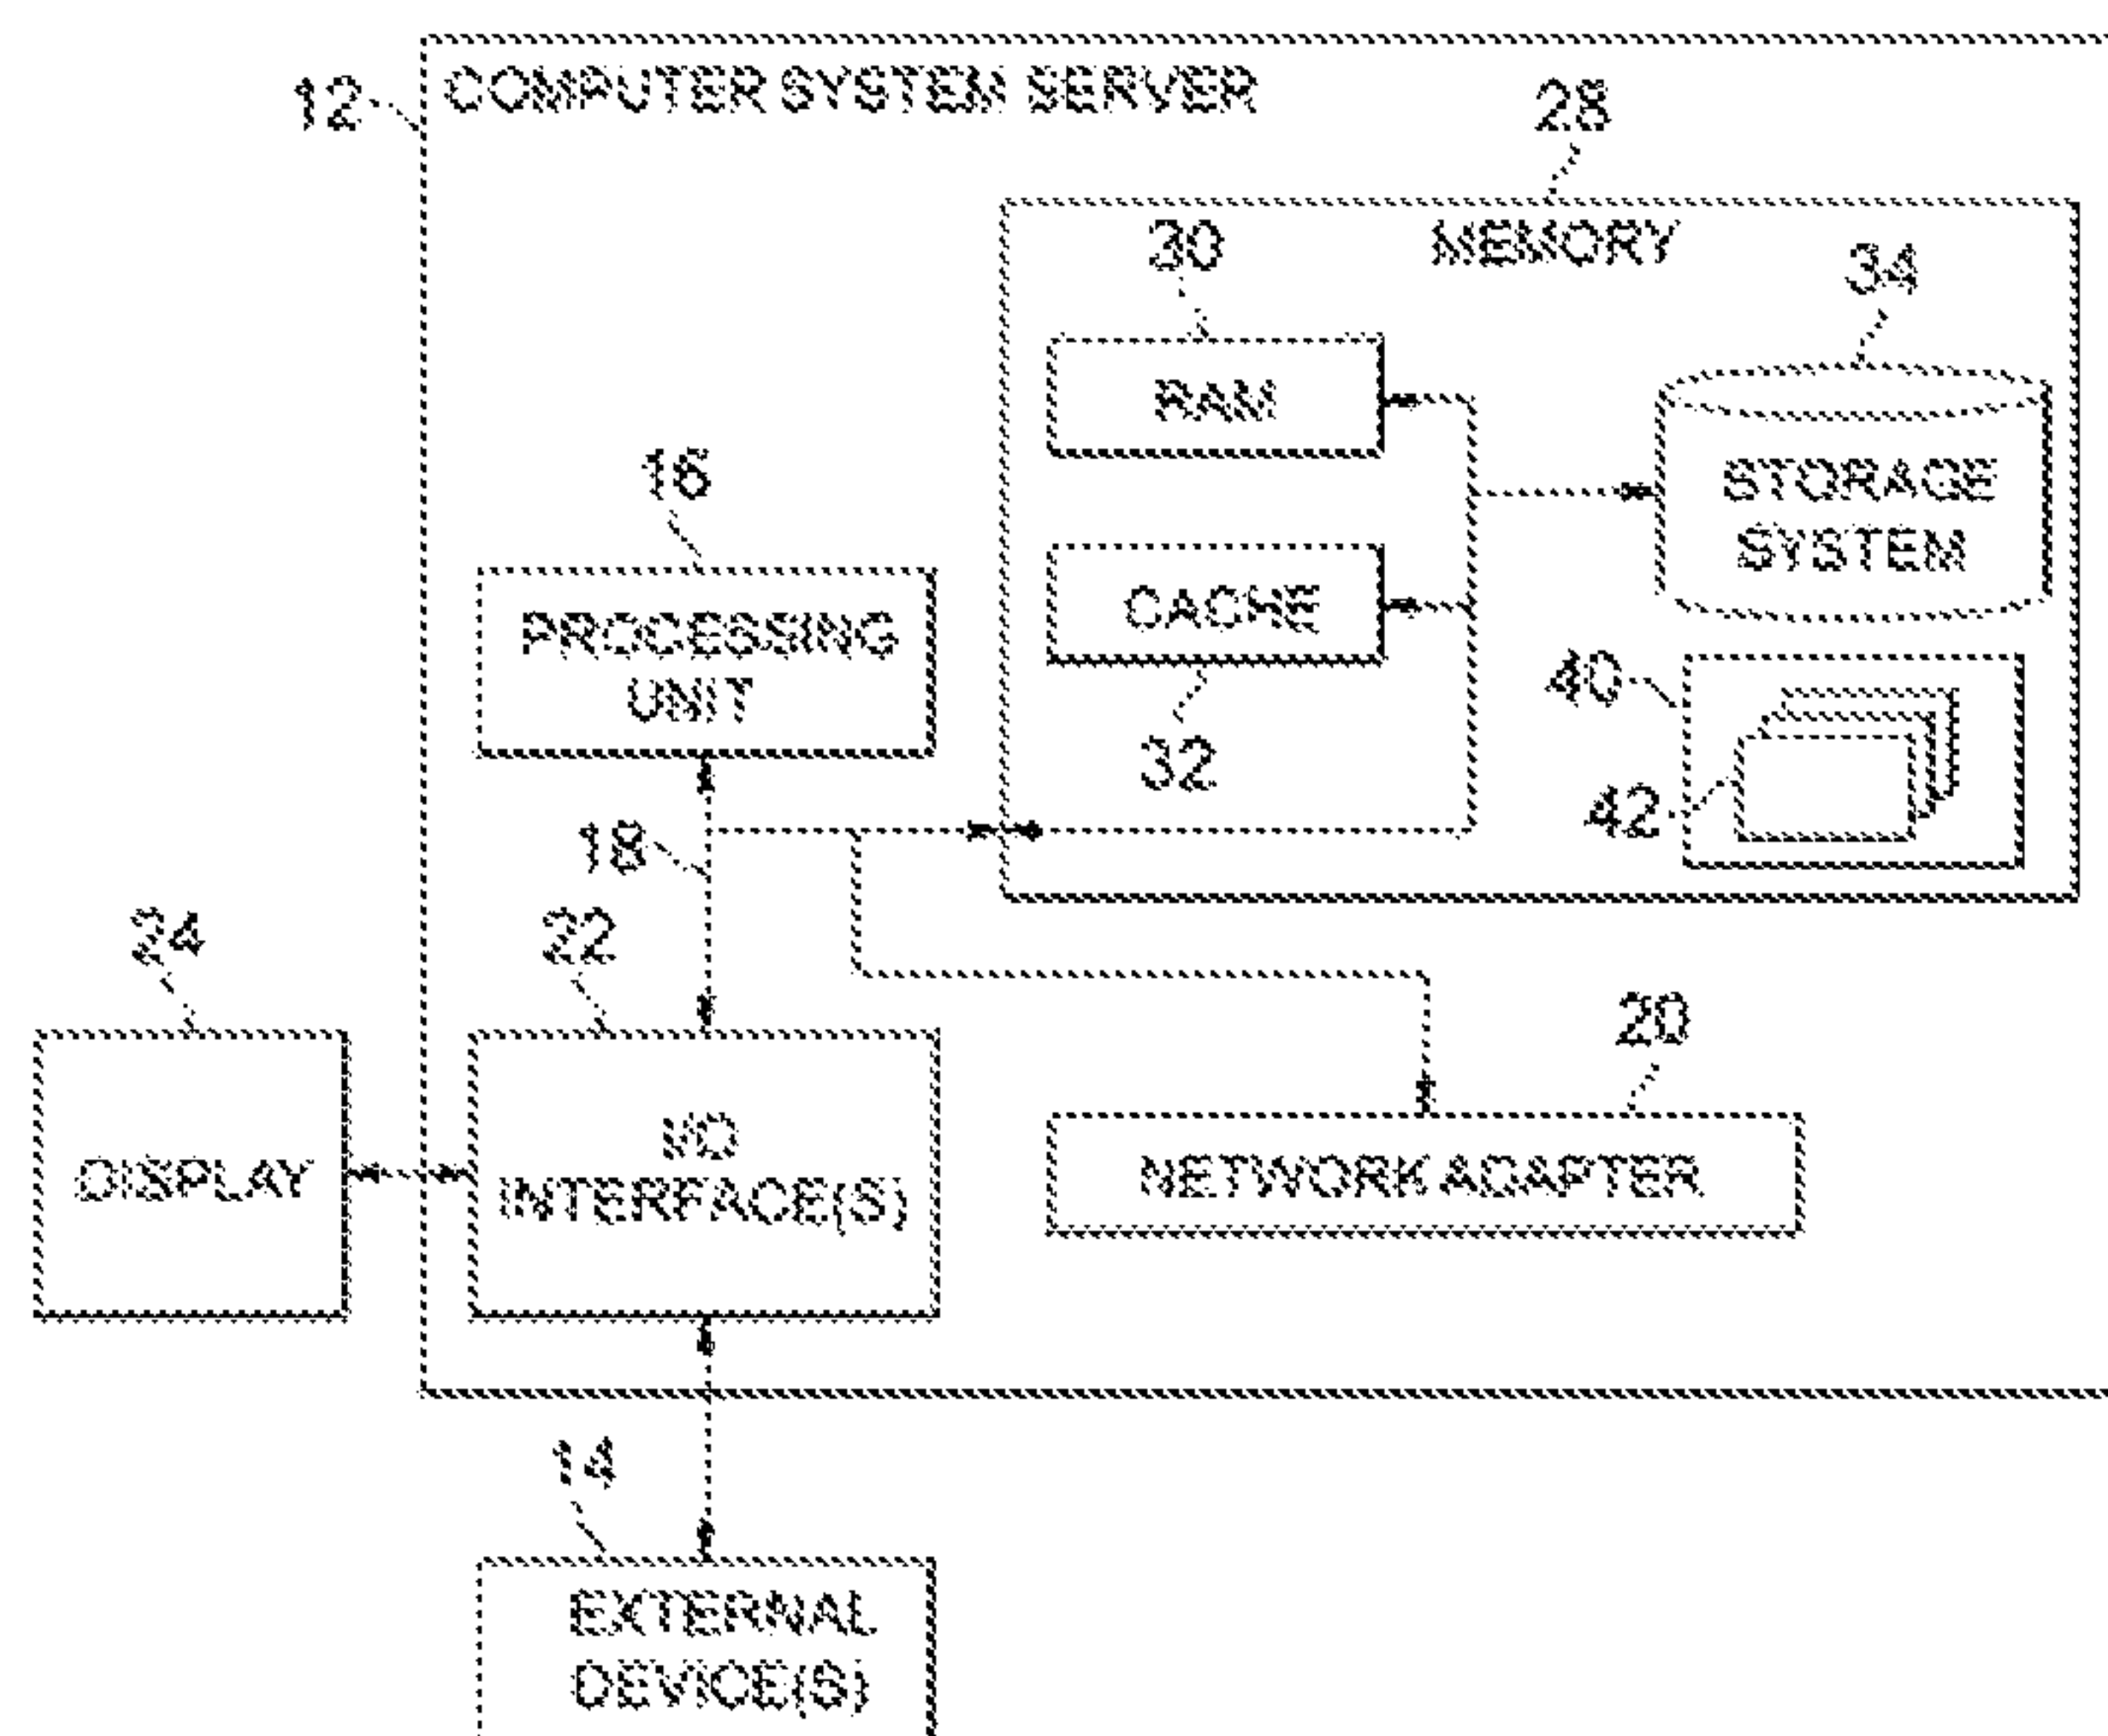 12
COMPUTER SYSTEM SERVER
28
MEMORY
30
34
RAM
16
STORAGE
SYSTEM
CACHE
PROCESSING
UNIT
40
32
42
18
24
22
20
DISPLAY
I/O
INTERFACE(S)
NETWORK ADAPTER
14
EXTERNAL
DEVICE(S)